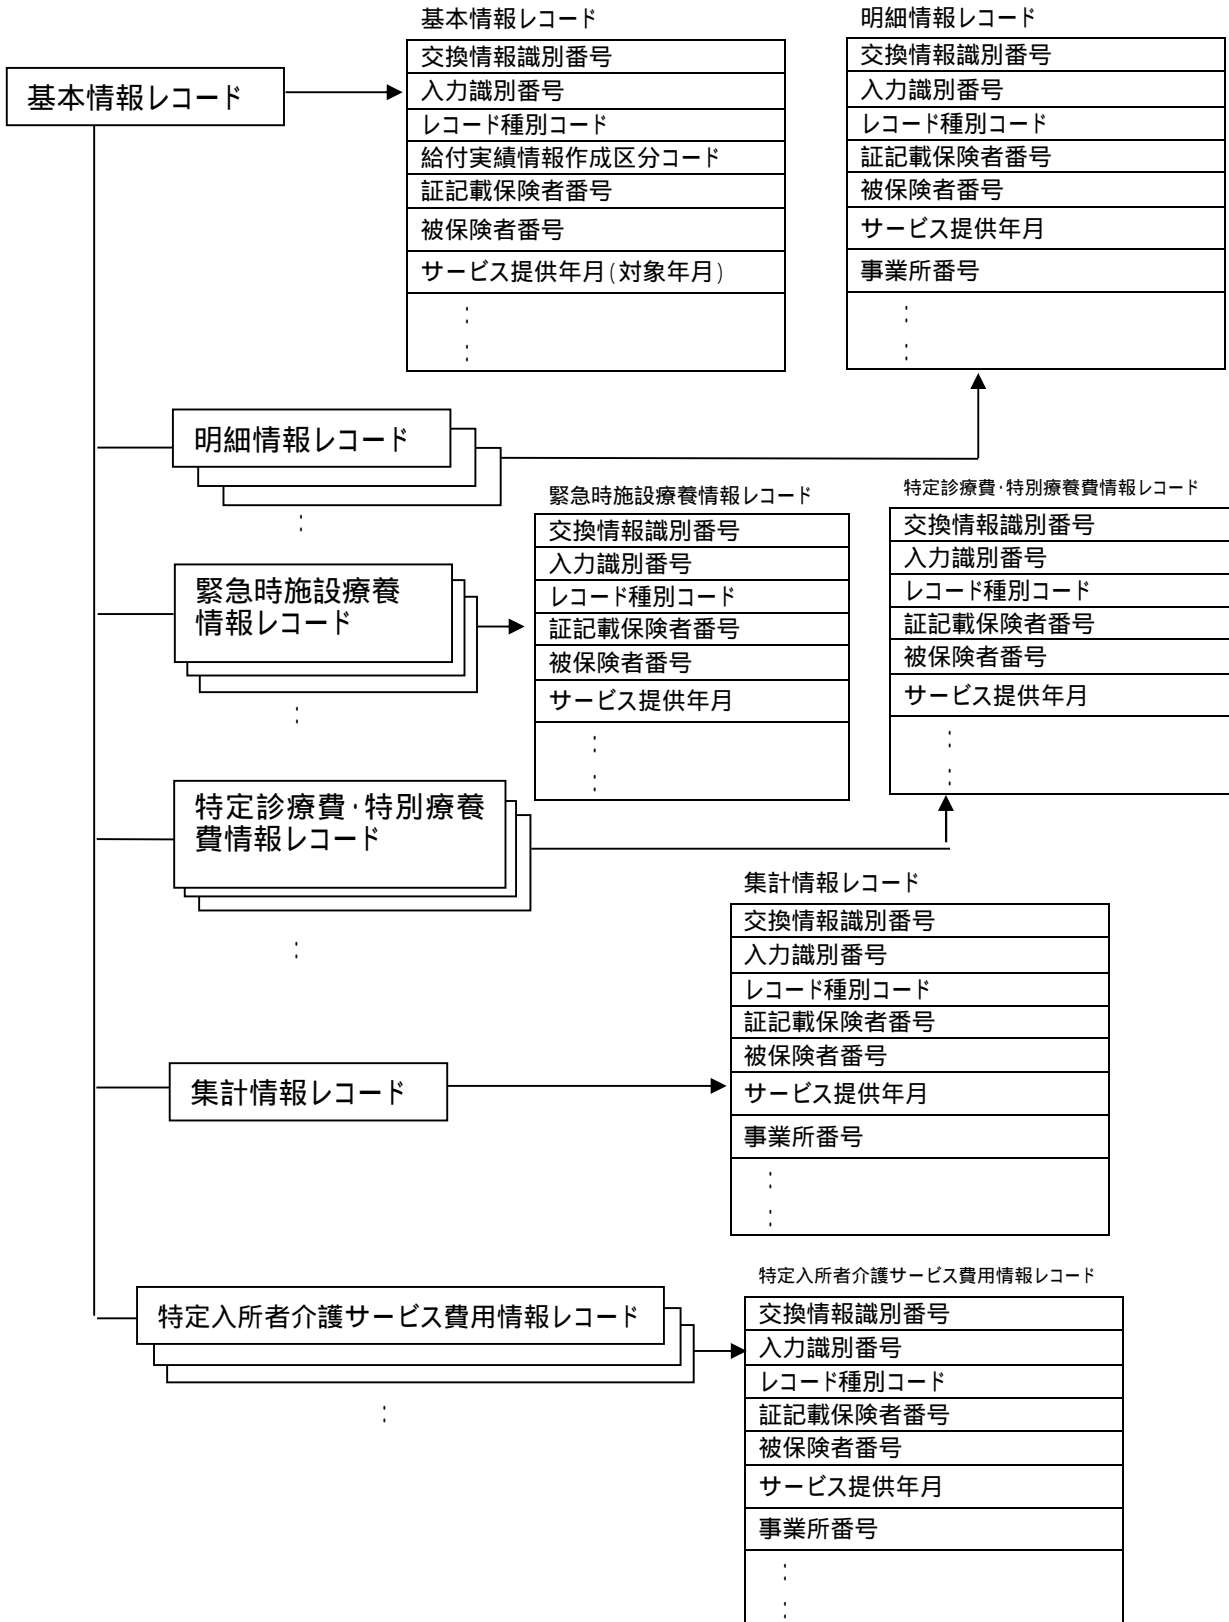 基本情報レコード
基本情報レコード
交換情報識別番号
入力識別番号
レコード種別コード
給付実績情報作成区分コード
証記載保険者番号
被保険者番号
サービス提供年月(対象年月)
:
:
明細情報レコード
交換情報識別番号
入力識別番号
レコード種別コード
証記載保険者番号
被保険者番号
サービス提供年月
事業所番号
:
:
明細情報レコード
:
緊急時施設療養
情報レコード
:
緊急時施設療養情報レコード
交換情報識別番号
入力識別番号
レコード種別コード
証記載保険者番号
被保険者番号
サービス提供年月
:
:
特定診療費・特別療養費情報レコード
交換情報識別番号
入力識別番号
レコード種別コード
証記載保険者番号
被保険者番号
サービス提供年月
:
:
特定診療費・特別療養
費情報レコード
:
集計情報レコード
集計情報レコード
交換情報識別番号
入力識別番号
レコード種別コード
証記載保険者番号
被保険者番号
サービス提供年月
事業所番号
:
:
特定入所者介護サービス費用情報レコード
:
特定入所者介護サービス費用情報レコード
交換情報識別番号
入力識別番号
レコード種別コード
証記載保険者番号
被保険者番号
サービス提供年月
事業所番号
:
: